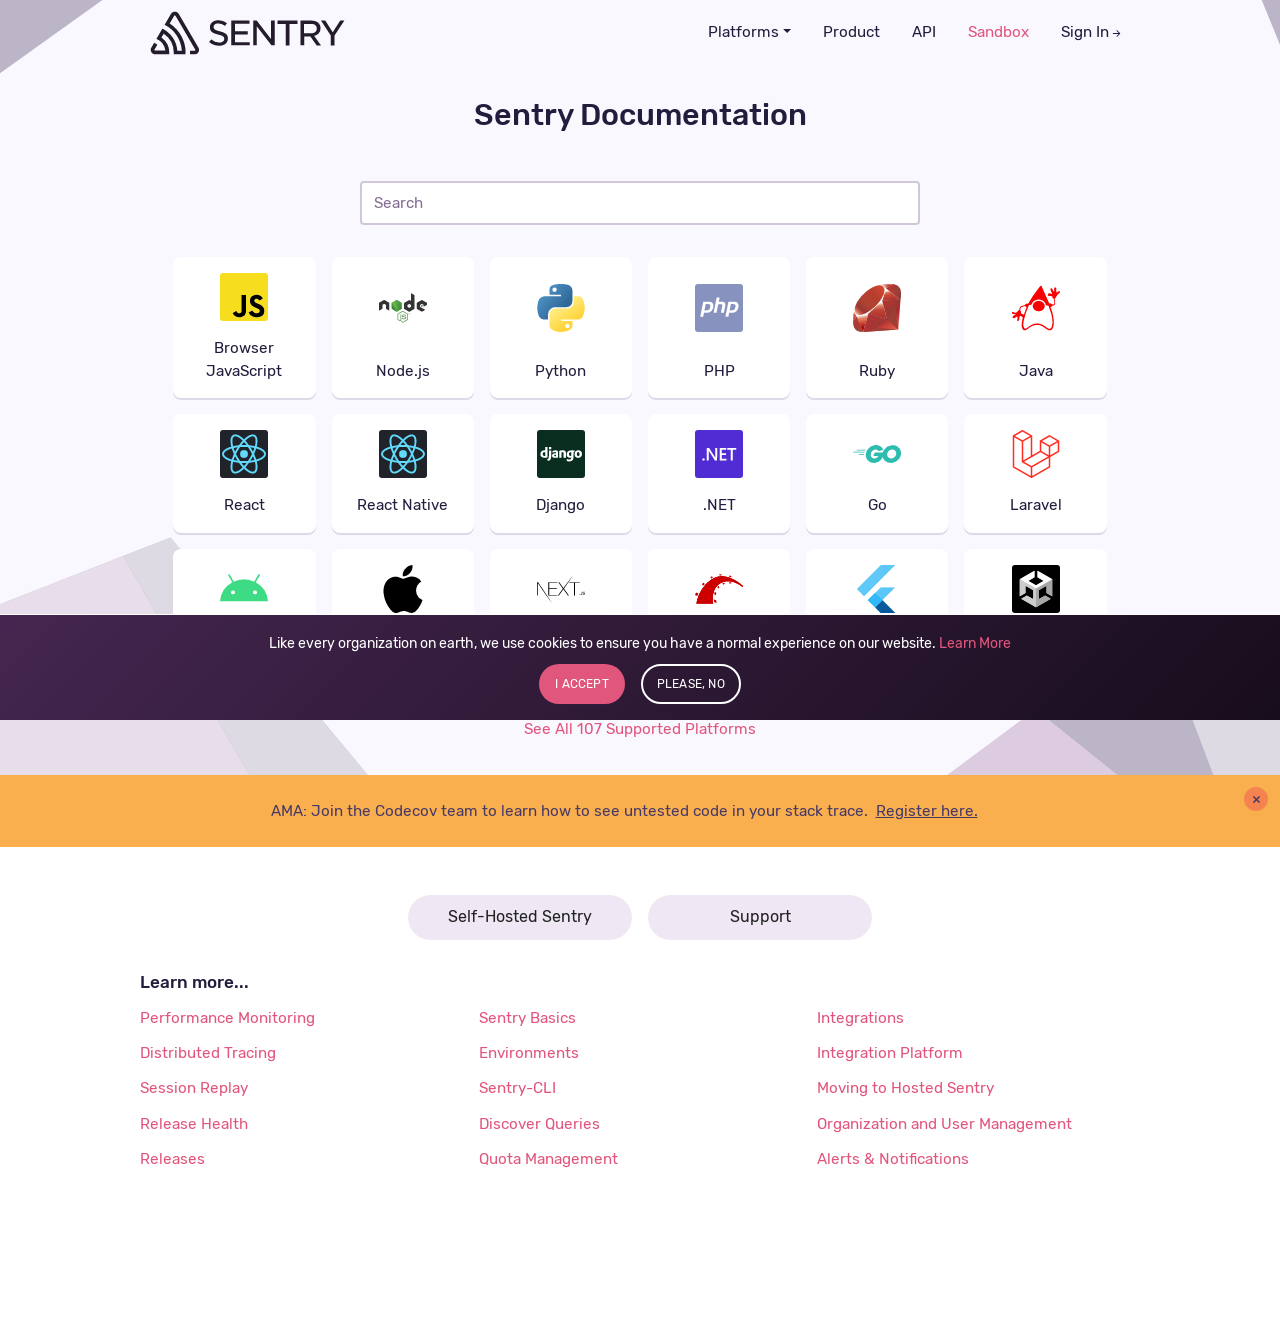 SENTRY
Platforms
Product
API
Sandbox
Sign In →
Sentry Documentation
Search
JS
Browser
JavaScript
node
JS
Node.js
Python
php
PHP
Ruby
Java
React
React Native
django
Django
.NET
.NET
GO
Go
Laravel
NEXT.JS
Like every organization on earth, we use cookies to ensure you have a normal experience on our website. Learn More
I ACCEPT
PLEASE, NO
See All 107 Supported Platforms
AMA: Join the Codecov team to learn how to see untested code in your stack trace. Register here.
×
Self-Hosted Sentry
Support
Learn more...
Performance Monitoring
Sentry Basics
Integrations
Distributed Tracing
Environments
Integration Platform
Session Replay
Sentry-CLI
Moving to Hosted Sentry
Release Health
Discover Queries
Organization and User Management
Releases
Quota Management
Alerts & Notifications